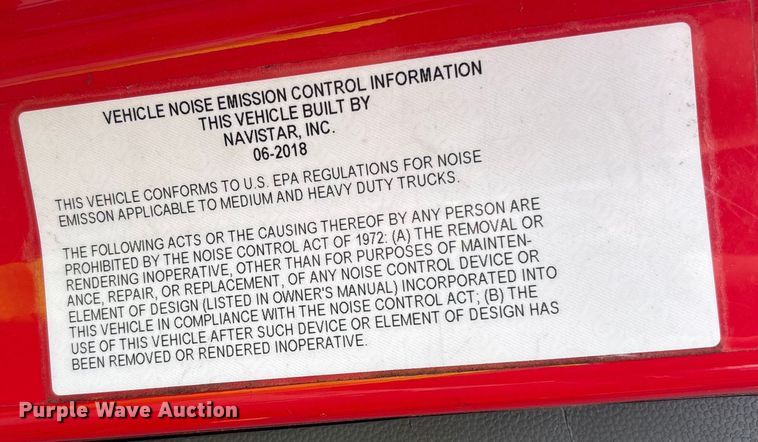 VEHICLE NOISE EMISSION CONTROL INFORMATION
THIS VEHICLE BUILT BY
NAVISTAR, INC.
06-2018
THIS VEHICLE CONFORMS TO U.S. EPA REGULATIONS FOR NOISE
EMISSON APPLICABLE TO MEDIUM AND HEAVY DUTY TRUCKS.
THE FOLLOWING ACTS OR THE CAUSING THEREOF BY ANY PERSON ARE
PROHIBITED BY THE NOISE CONTROL ACT OF 1972: (A) THE REMOVAL OR
RENDERING INOPERATIVE, OTHER THAN FOR PURPOSES OF MAINTEN-
ANCE, REPAIR, OR REPLACEMENT, OF ANY NOISE CONTROL DEVICE OR
ELEMENT OF DESIGN (LISTED IN OWNER'S MANUAL) INCORPORATED INTO
THIS VEHICLE IN COMPLIANCE WITH THE NOISE CONTROL ACT; (B) THE
USE OF THIS VEHICLE AFTER SUCH DEVICE OR ELEMENT OF DESIGN HAS
BEEN REMOVED OR RENDERED INOPERATIVE.
Purple Wave Auction